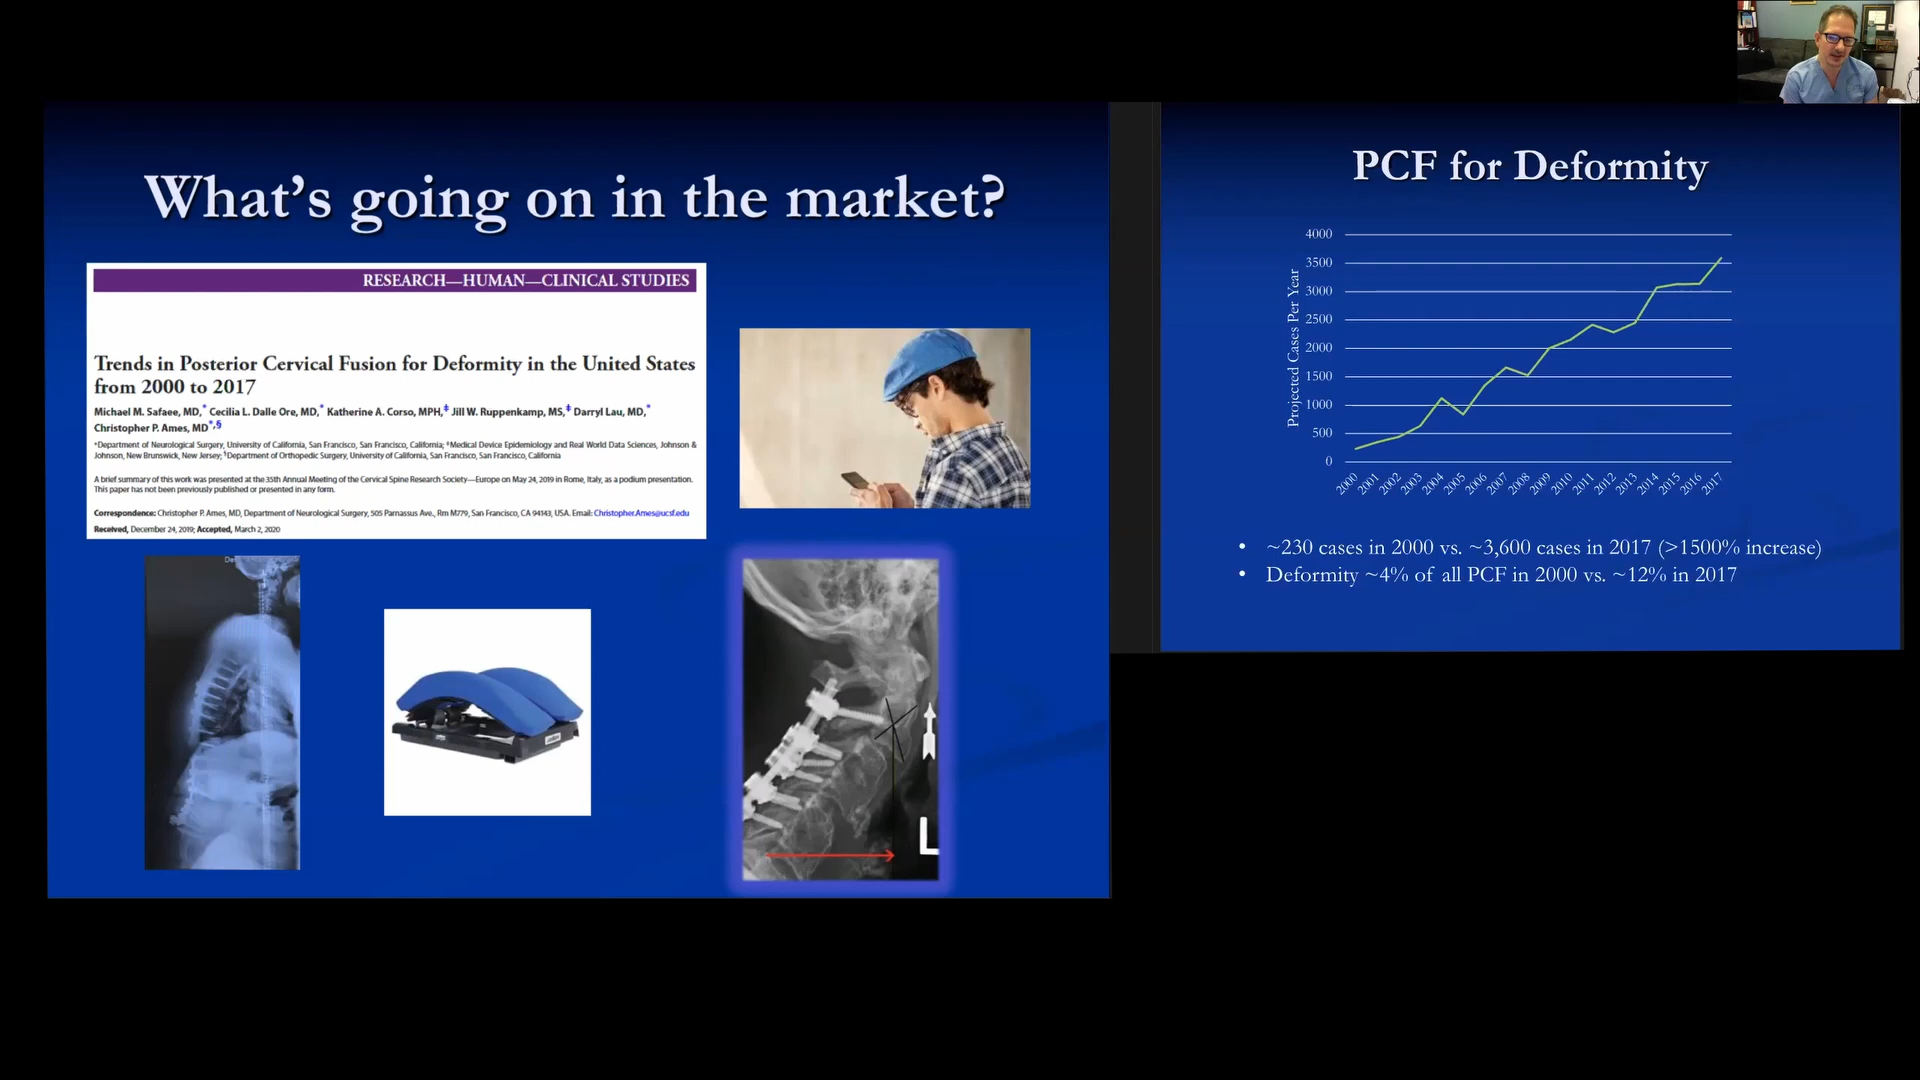 What's going on in the market?
RESEARCH—HUMAN—CLINICAL STUDIES
Trends in Posterior Cervical Fusion for Deformity in the United States
from 2000 to 2017
Michael M. Safaee, MD,* Cecilia L. Dalle Ore, MD,* Katherine A. Corso, MPH,‡ Jill W. Ruppenkamp, MS,‡ Darryl Lau, MD,*
Christopher P. Ames, MD*,§
*Department of Neurological Surgery, University of California, San Francisco, San Francisco, California; ‡Medical Device Epidemiology and Real World Data Sciences, Johnson &
Johnson, New Brunswick, New Jersey; §Department of Orthopedic Surgery, University of California, San Francisco, San Francisco, California
A brief summary of this work was presented at the 35th Annual Meeting of the Cervical Spine Research Society—Europe on May 24, 2019 in Rome, Italy, as a podium presentation.
This paper has not been previously published or presented in any form.
Correspondence: Christopher P. Ames, MD, Department of Neurological Surgery, 505 Parnassus Ave., Rm M779, San Francisco, CA 94143, USA. Email: Christopher.Ames@ucsf.edu
Received, December 24, 2019; Accepted, March 2, 2020
L
PCF for Deformity
Projected Cases Per Year
4000
3500
3000
2500
2000
1500
1000
500
0
2000 2001 2002 2003 2004 2005 2006 2007 2008 2009 2010 2011 2012 2013 2014 2015 2016 2017
• ~230 cases in 2000 vs. ~3,600 cases in 2017 (>1500% increase)
• Deformity ~4% of all PCF in 2000 vs. ~12% in 2017